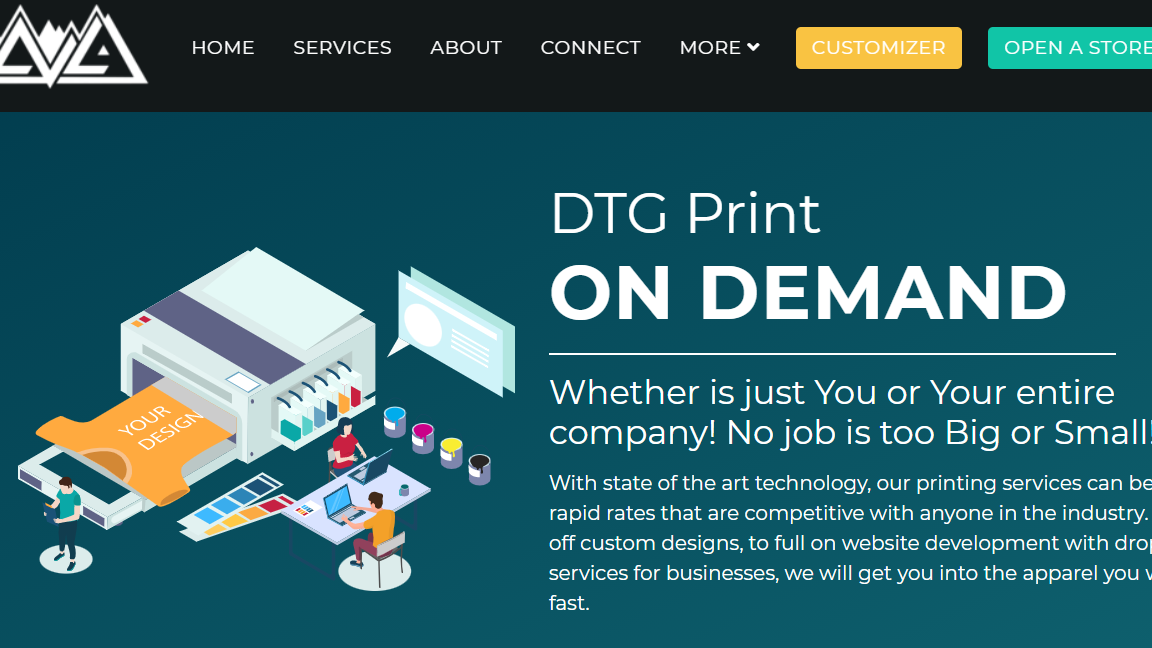 HOME SERVICES ABOUT CONNECT MORE CUSTOMIZER OPEN A STORE
DTG Print
ON DEMAND
Whether is just You or Your entire
company! No job is too Big or Small!
With state of the art technology, our printing services can be
rapid rates that are competitive with anyone in the industry.
off custom designs, to full on website development with
services for businesses, we will get you into the apparel you
fast.
YOUR
DESIGN